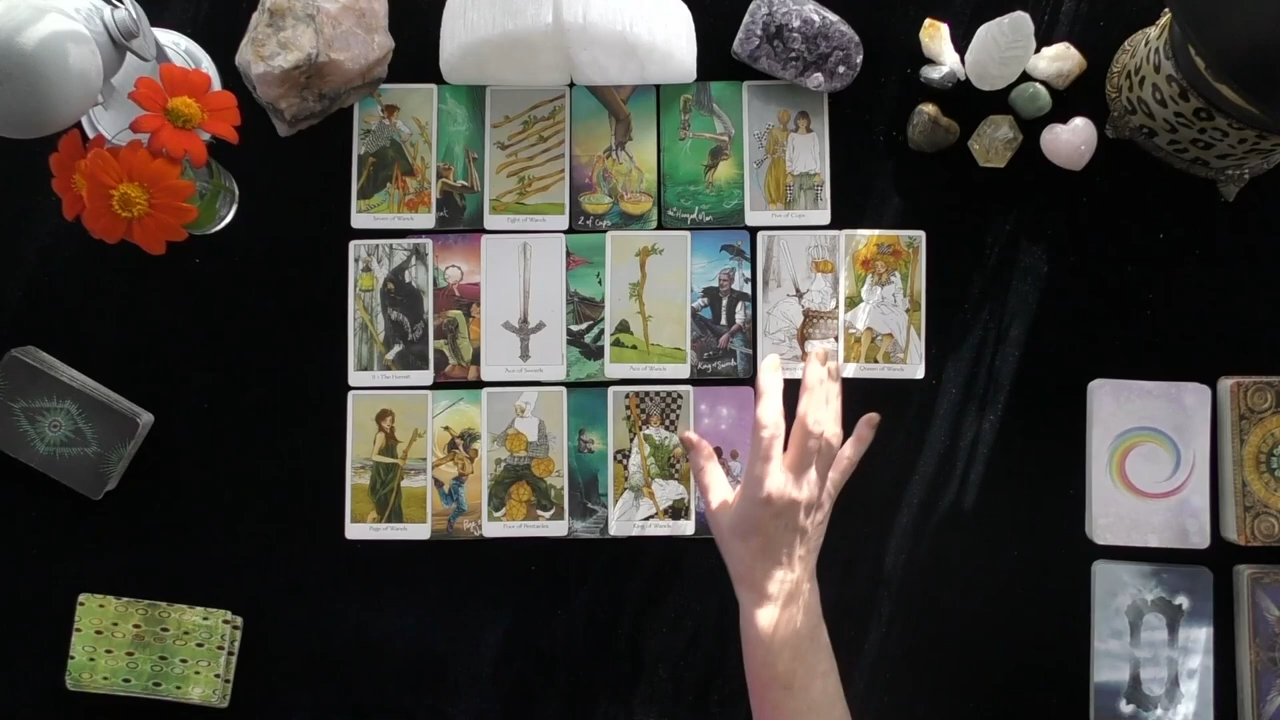 Seven of Wands
Eight of Wands
2 of Cups
the Hanged Man
Five of Cups
9 : The Hermit
Ace of Swords
Ace of Wands
King of Swords
Queen of Wands
Page of Wands
Four of Pentacles
King of Wands